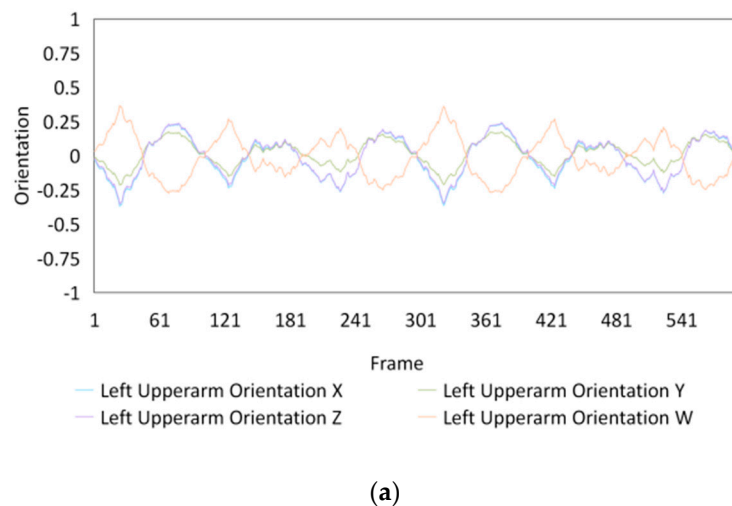 1
0.75
0.5
0.25
0
-0.25
-0.5
-0.75
-1
Orientation
1 61 121 181 241 301 361 421 481 541
Frame
Left Upperarm Orientation X Left Upperarm Orientation Y
Left Upperarm Orientation Z Left Upperarm Orientation W
(a)